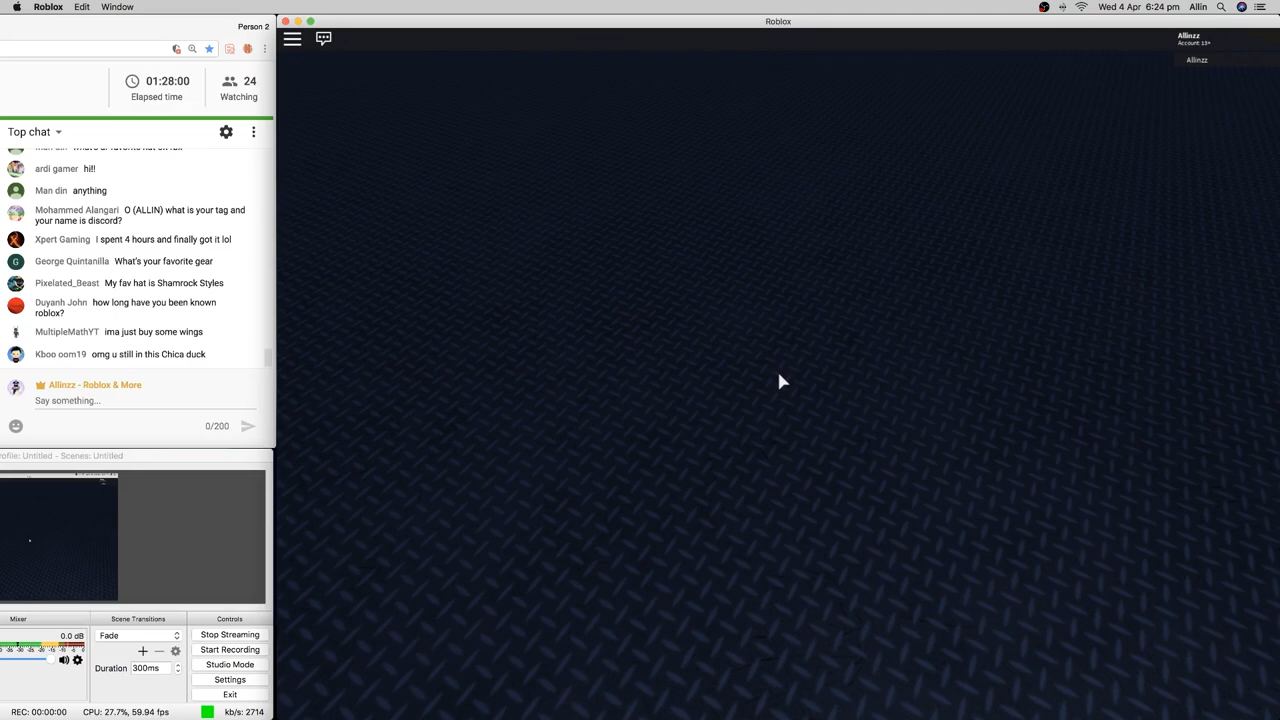 Roblox Edit Window
Wed 4 Apr 6:24 pm Allin
Person 2
Roblox
Allinzz
Account: 13+
Allinzz
01:28:00
Elapsed time
24
Watching
Top chat
ardi gamer hi!!
Man din anything
Mohammed Alangari O (ALLIN) what is your tag and
your name is discord?
Xpert Gaming I spent 4 hours and finally got it lol
George Quintanilla What's your favorite gear
Pixelated_Beast My fav hat is Shamrock Styles
Duyanh John how long have you been known
roblox?
MultipleMathYT ima just buy some wings
Kboo oom19 omg u still in this Chica duck
Allinzz - Roblox & More
Say something...
0/200
rofile: Untitled - Scenes: Untitled
Mixer
Scene Transitions
Controls
0.0 dB
Fade
Duration 300ms
Stop Streaming
Start Recording
Studio Mode
Settings
Exit
REC: 00:00:00 CPU: 27.7%, 59.94 fps kb/s: 2714